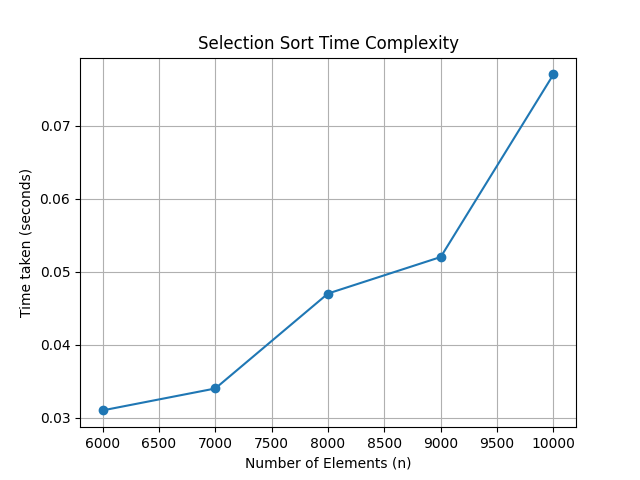 Selection Sort Time Complexity
Time taken (seconds)
0.07
0.06
0.05
0.04
0.03
6000 6500 7000 7500 8000 8500 9000 9500 10000
Number of Elements (n)